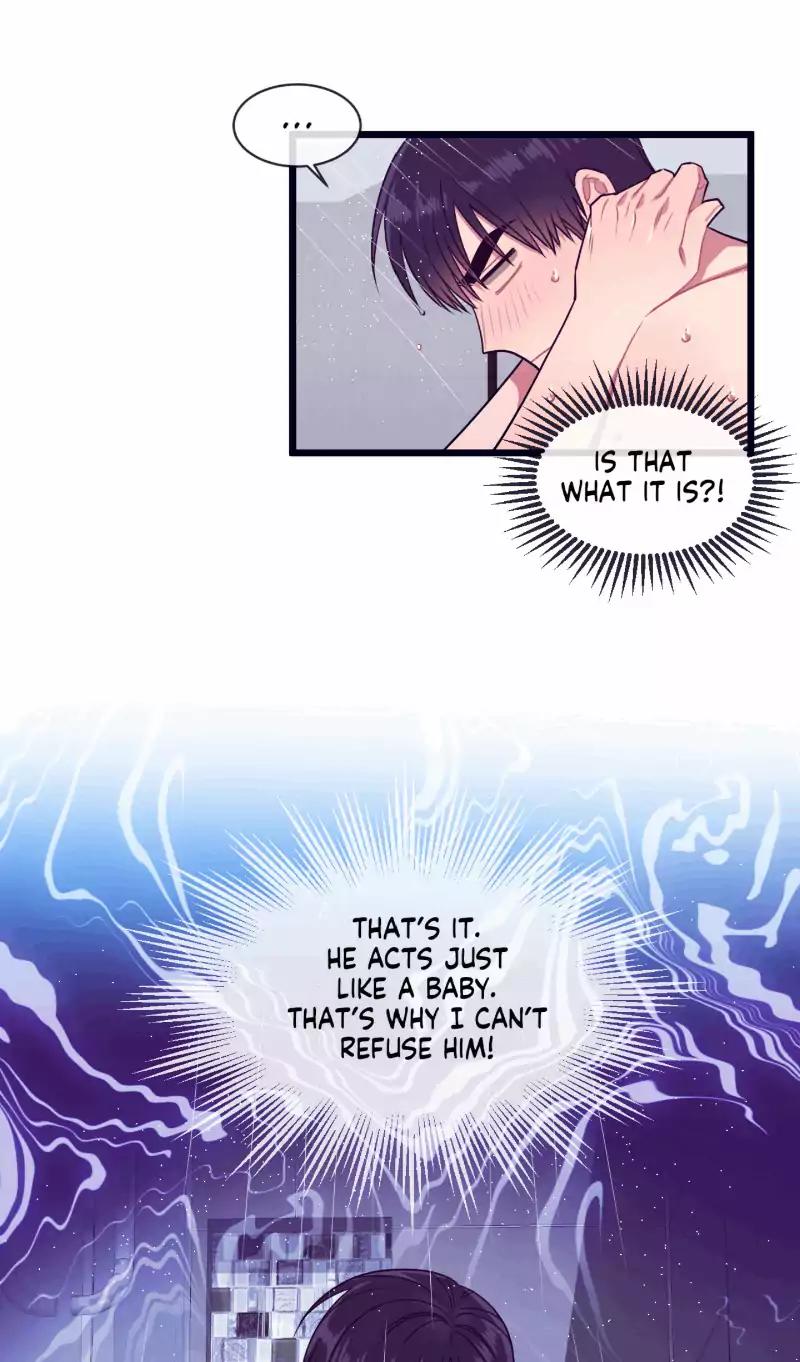 ...
IS THAT
WHAT IT IS?!
THAT'S IT.
HE ACTS JUST
LIKE A BABY.
THAT'S WHY I CAN'T
REFUSE HIM!